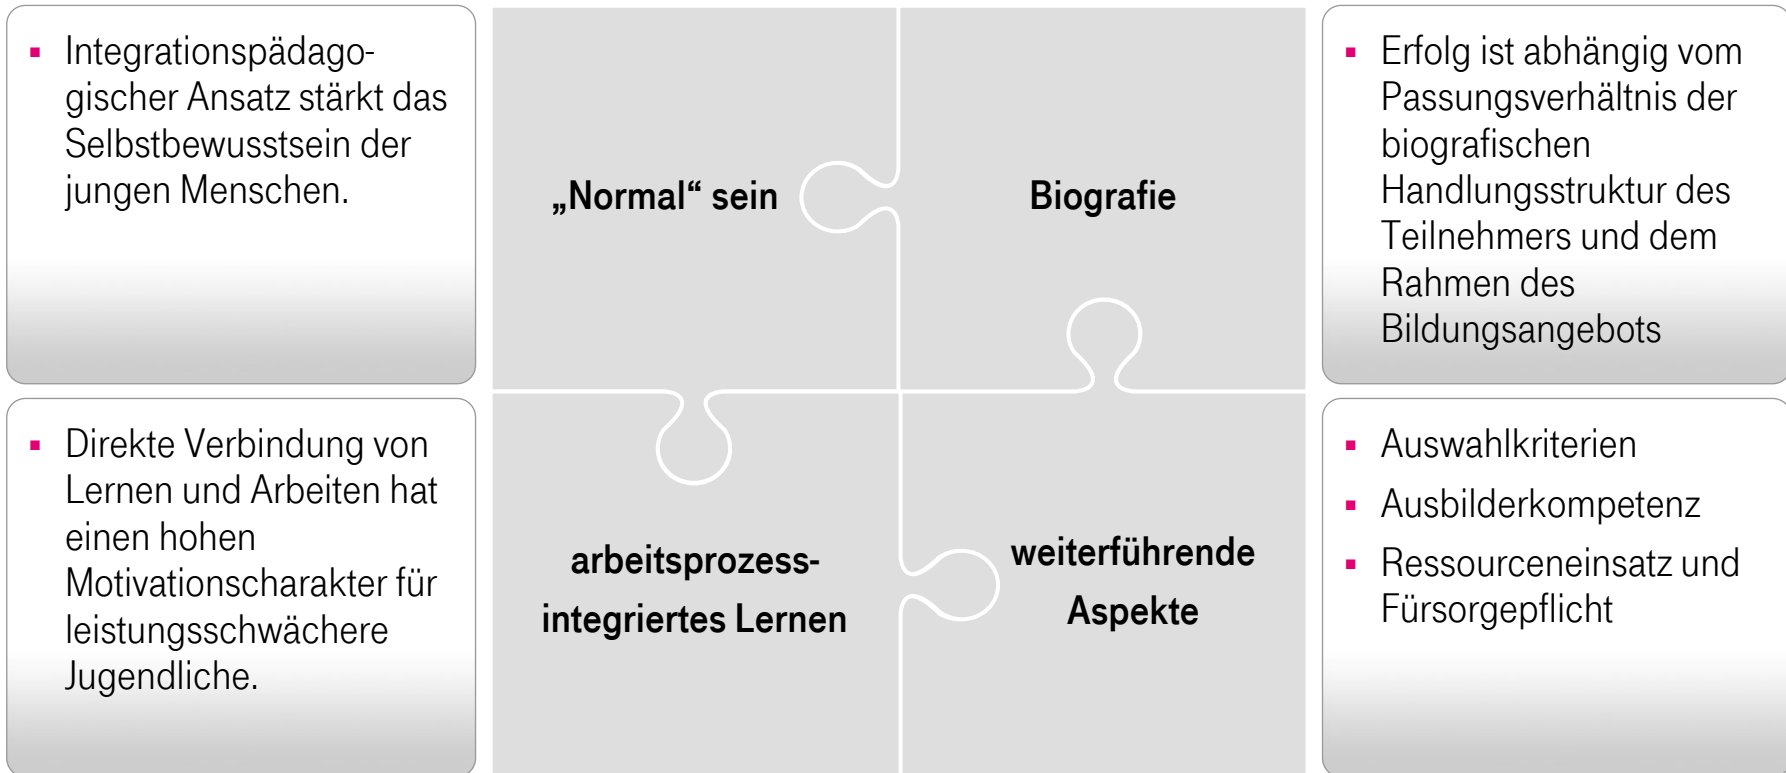 ▪ Integrationspädago-
gischer Ansatz stärkt das
Selbstbewusstsein der
jungen Menschen.
„Normal“ sein
Biografie
▪ Erfolg ist abhängig vom
Passungsverhältnis der
biografischen
Handlungsstruktur des
Teilnehmers und dem
Rahmen des
Bildungsangebots
▪ Direkte Verbindung von
Lernen und Arbeiten hat
einen hohen
Motivationscharakter für
leistungsschwächere
Jugendliche.
arbeitsprozess-
integriertes Lernen
weiterführende
Aspekte
▪ Auswahlkriterien
▪ Ausbilderkompetenz
▪ Ressourceneinsatz und
Fürsorgepflicht